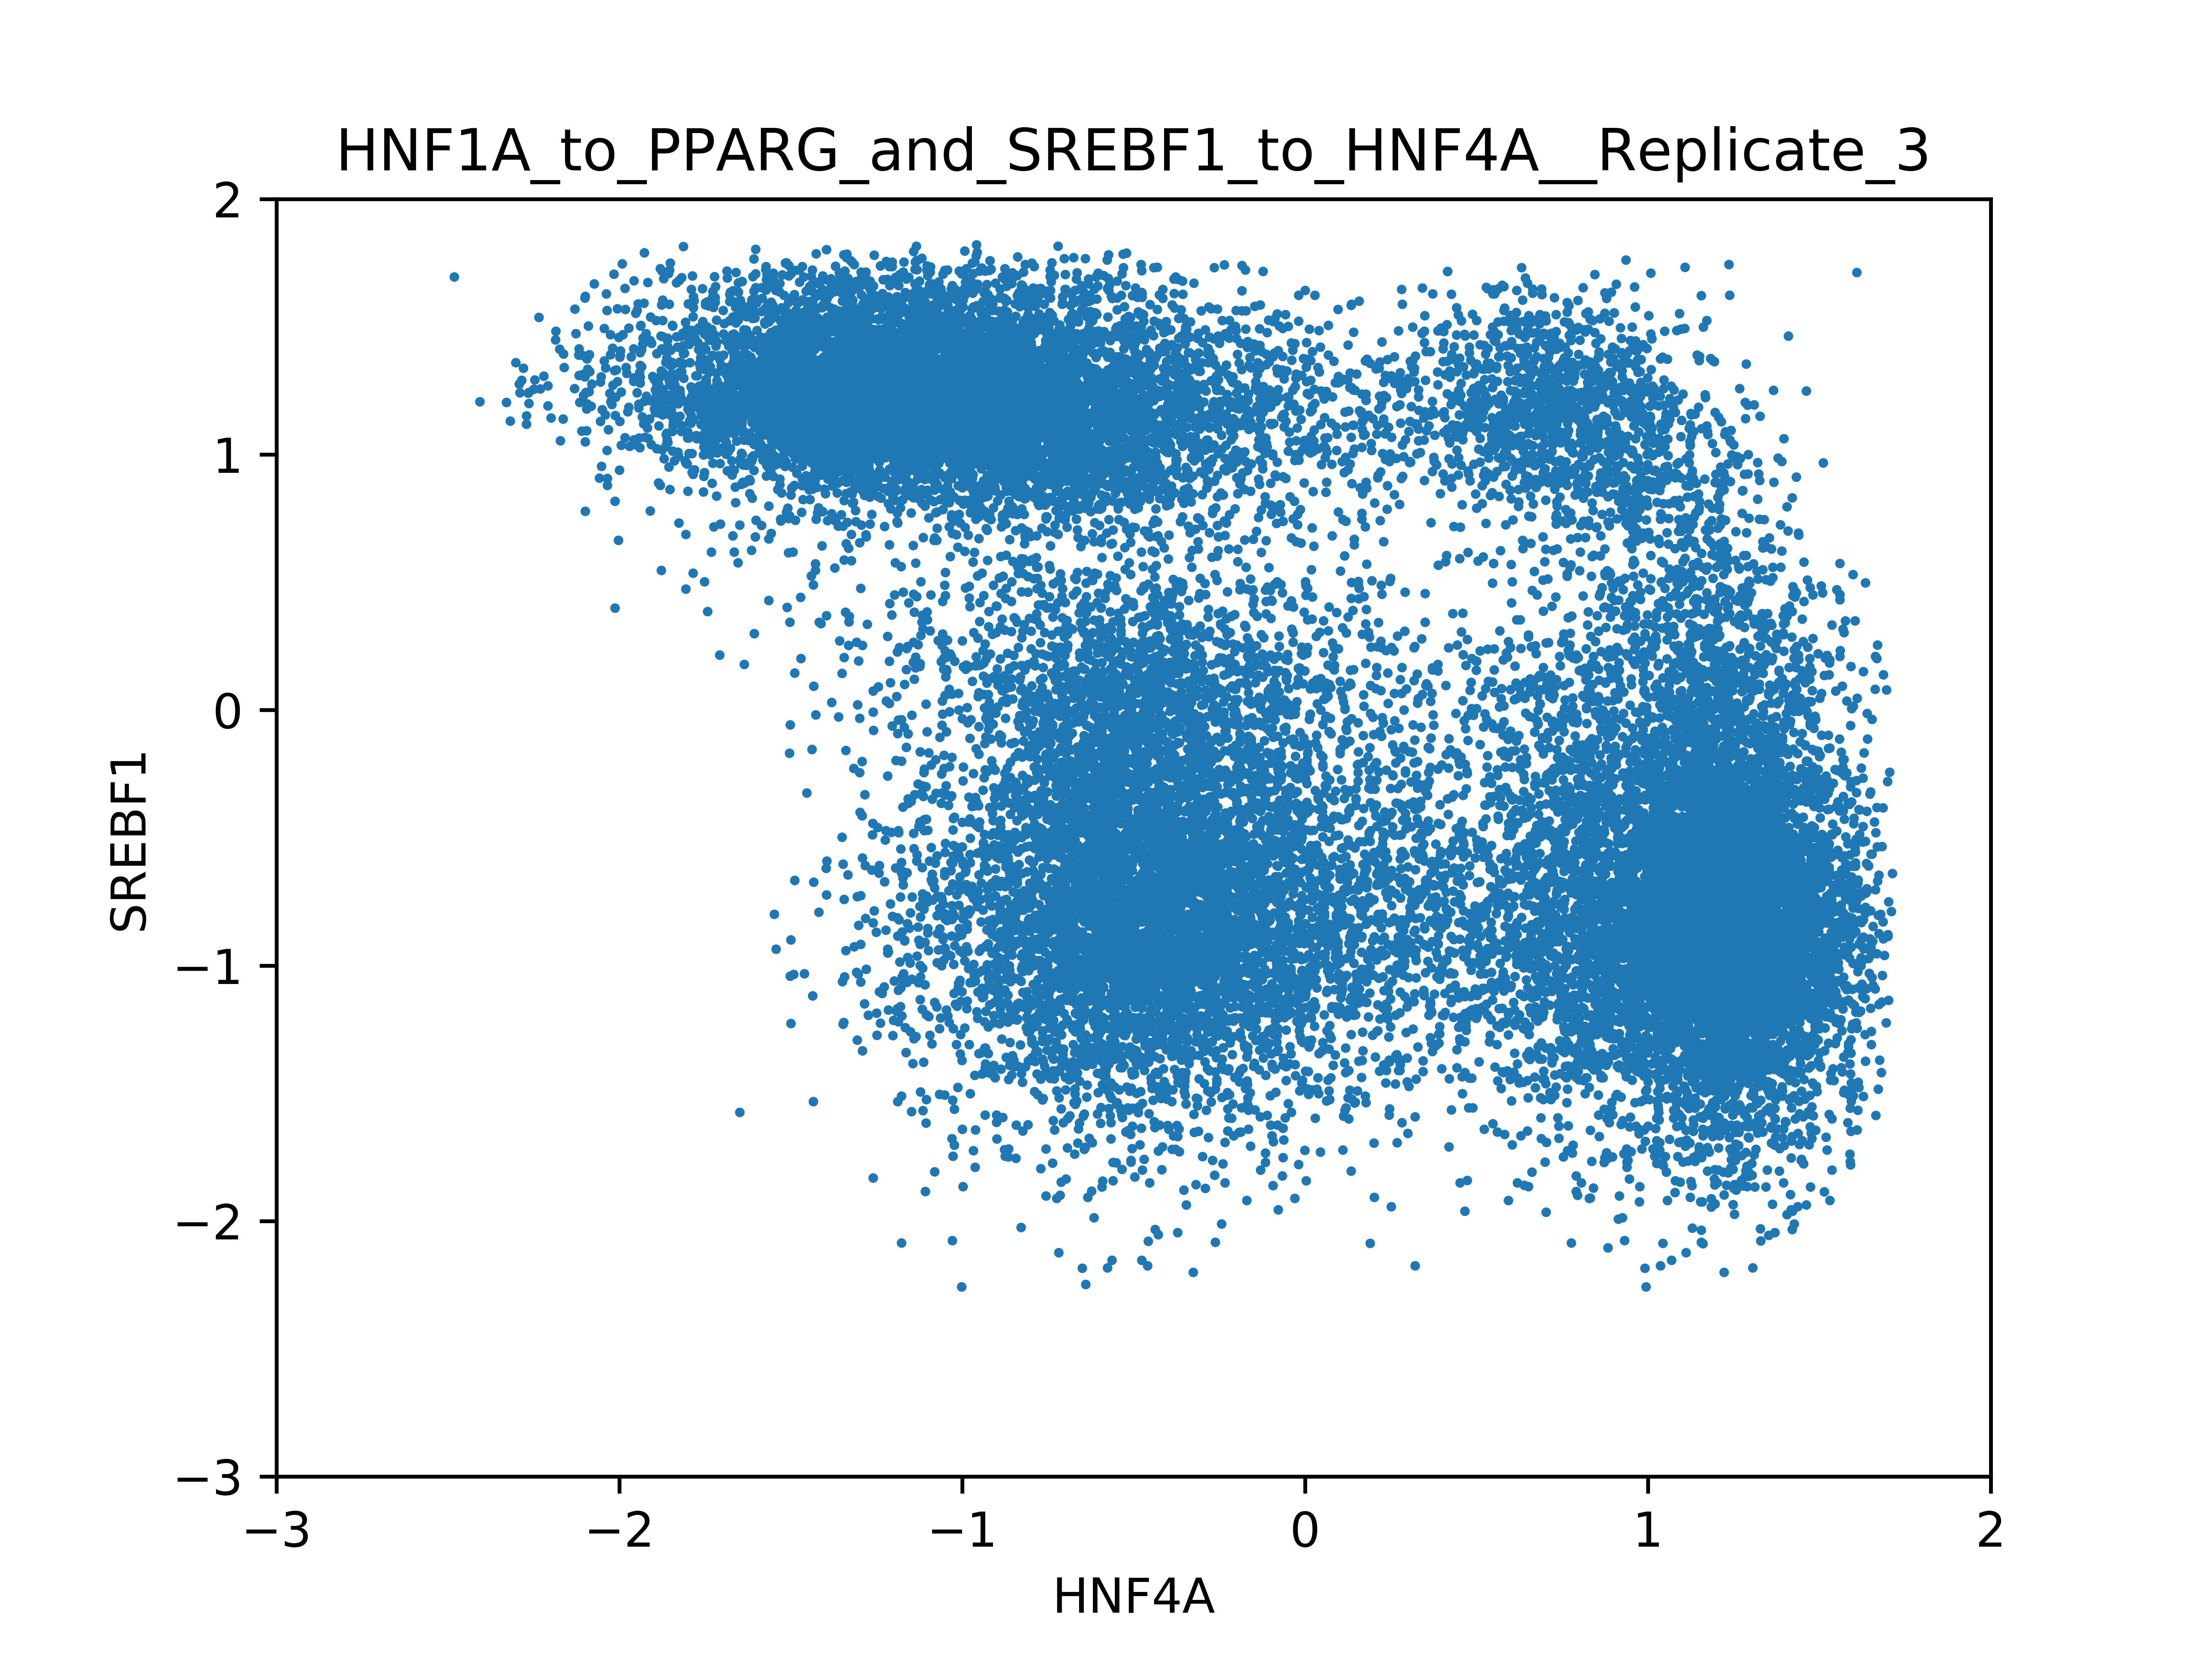 HNF1A_to_PPARG_and_SREBF1_to_HNF4A__Replicate_3
2
1
0
−1
−2
−3
SREBF1
−3 −2 −1 0 1 2
HNF4A